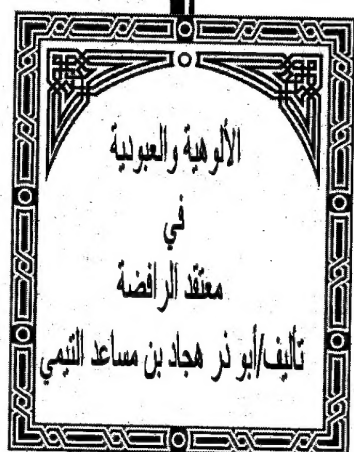 الألوهية والعبودية
في
معتقد الرافضة
تأليف/أبو ذر هجاد بن مساعد التيمي